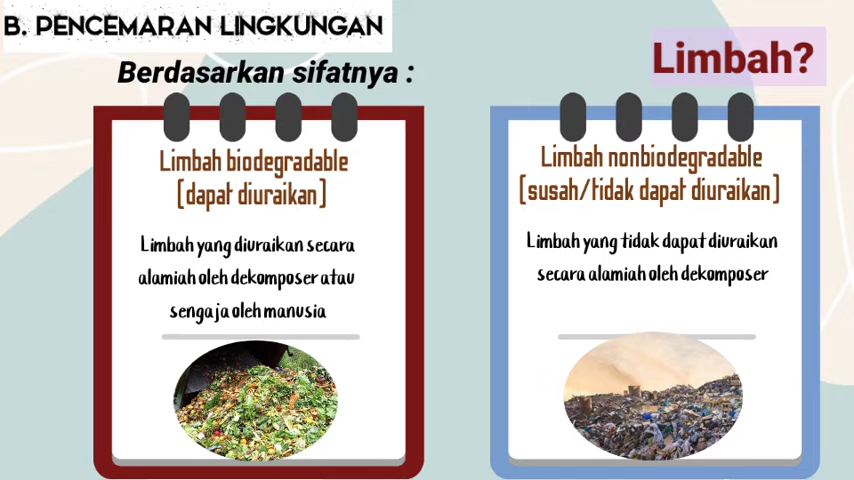 B. PENCEMARAN LINGKUNGAN
Berdasarkan sifatnya :
Limbah?
Limbah biodegradable
(dapat diuraikan)
Limbah yang diuraikan secara
alamiah oleh dekomposer atau
sengaja oleh manusia
Limbah nonbiodegradable
(susah/tidak dapat diuraikan)
Limbah yang tidak dapat diuraikan
secara alamiah oleh dekomposer